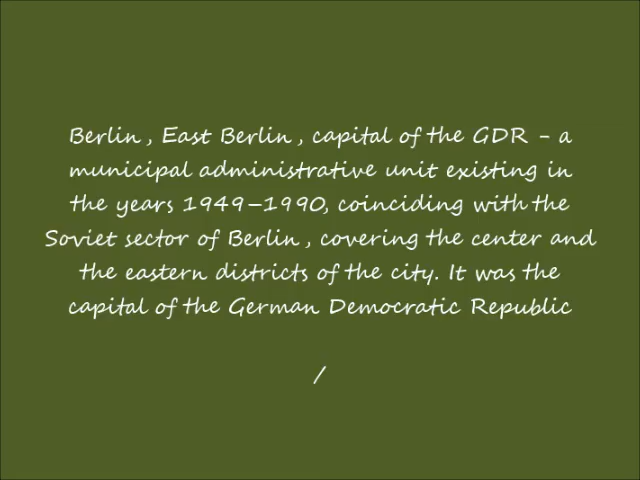 Berlin , East Berlin , capital of the GDR - a
municipal administrative unit existing in
the years 1949–1990, coinciding with the
Soviet sector of Berlin , covering the center and
the eastern districts of the city. It was the
capital of the German Democratic Republic
/